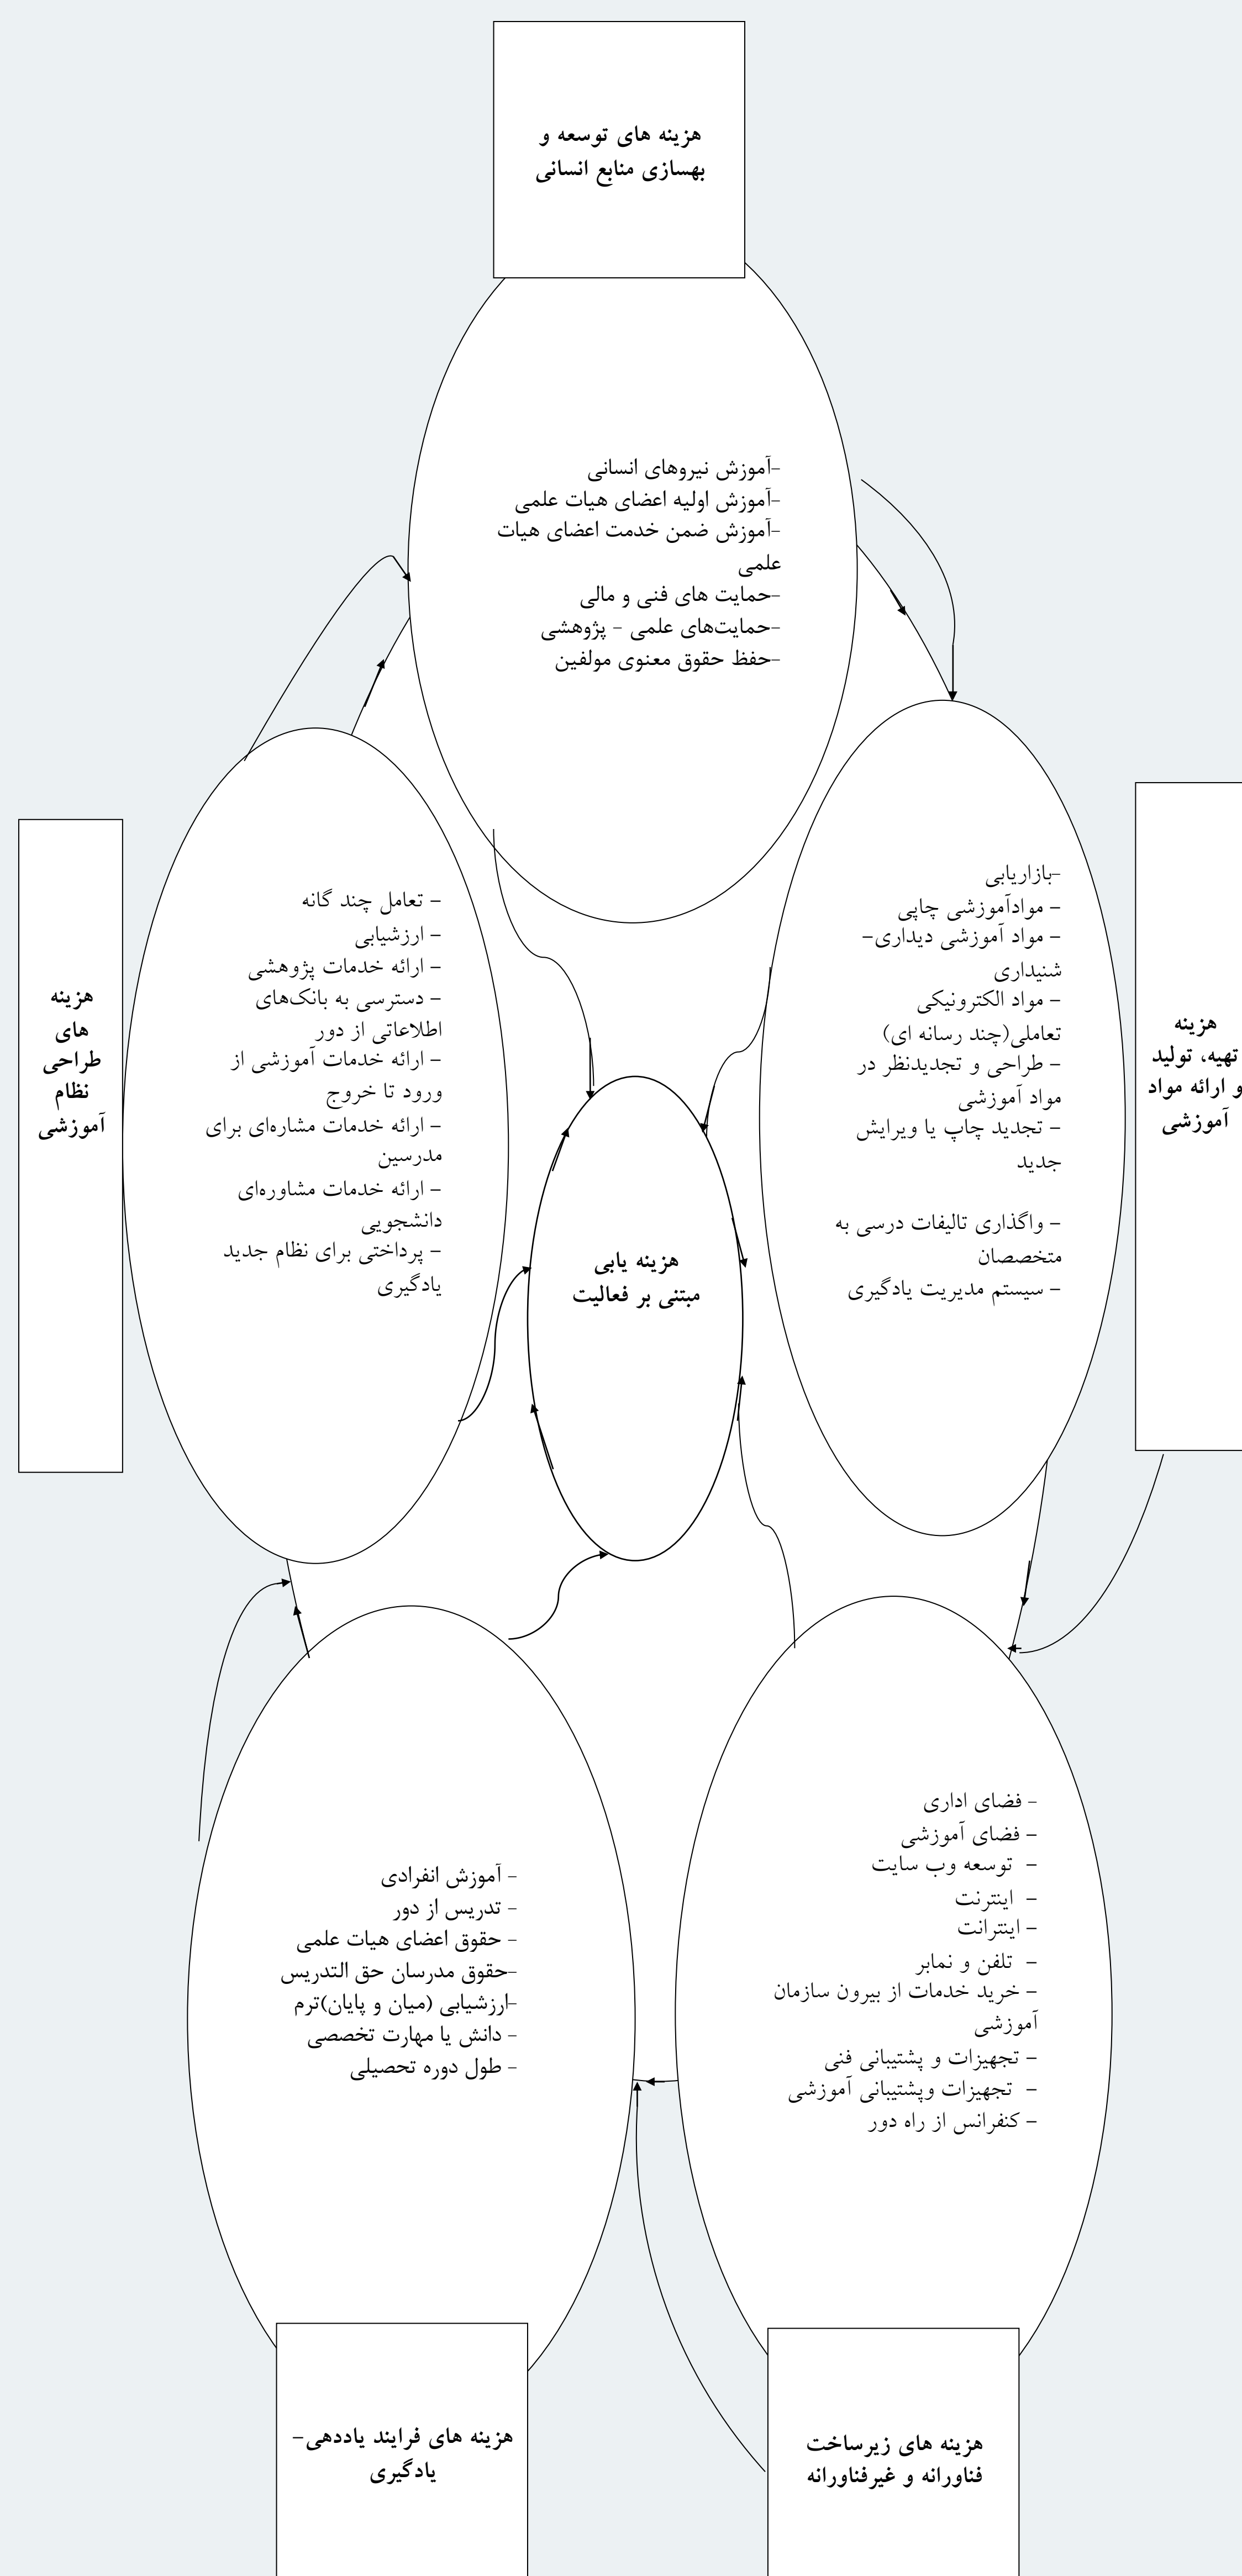 هزینه های توسعه و
بهسازی منابع انسانی
-آموزش نیروهای انسانی
-آموزش اولیه اعضای هیات علمی
-آموزش ضمن خدمت اعضای هیات
علمی
-حمایت های فنی و مالی
-حمایت‌های علمی - پژوهشی
-حفظ حقوق معنوی مولفین
هزینه
تهیه، تولید
و ارائه مواد
آموزشی
-بازاریابی
- موادآموزشی چاپی
- مواد آموزشی دیداری-
شنیداری
- مواد الکترونیکی
تعاملی(چند رسانه ای)
- طراحی و تجدیدنظر در
مواد آموزشی
- تجدید چاپ یا ویرایش
جدید
- واگذاری تالیفات درسی به
متخصصان
- سیستم مدیریت یادگیری
هزینه یابی
مبتنی بر فعالیت
- تعامل چند گانه
- ارزشیابی
- ارائه خدمات پژوهشی
- دسترسی به بانک‌های
اطلاعاتی از دور
- ارائه خدمات آموزشی از
ورود تا خروج
- ارائه خدمات مشاره‌ای برای
مدرسین
- ارائه خدمات مشاوره‌ای
دانشجویی
- پرداختی برای نظام جدید
یادگیری
هزینه
های
طراحی
نظام
آموزشی
- فضای اداری
- فضای آموزشی
- توسعه وب سایت
- اینترنت
- اینترانت
- تلفن و نمابر
- خرید خدمات از بیرون سازمان
آموزشی
- تجهیزات و پشتیبانی فنی
- تجهیزات وپشتیبانی آموزشی
- کنفرانس از راه دور
هزینه های زیرساخت
فناورانه و غیرفناورانه
- آموزش انفرادی
- تدریس از دور
- حقوق اعضای هیات علمی
-حقوق مدرسان حق التدریس
-ارزشیابی (میان و پایان)ترم
- دانش یا مهارت تخصصی
- طول دوره تحصیلی
هزینه های فرایند یاددهی-
یادگیری